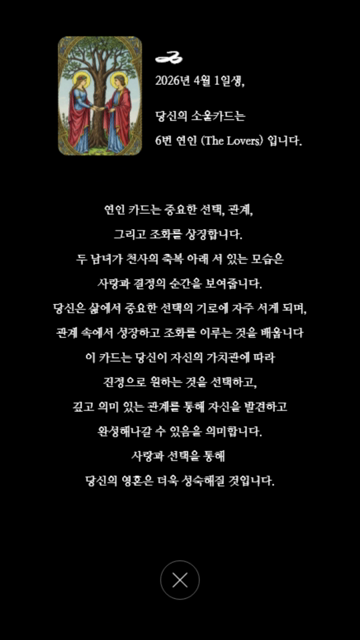 2026년 4월 1일생,
당신의 소울카드는
6번 연인 (The Lovers) 입니다.
연인 카드는 중요한 선택, 관계,
그리고 조화를 상징합니다.
두 남녀가 천사의 축복 아래 서 있는 모습은
사랑과 결정의 순간을 보여줍니다.
당신은 삶에서 중요한 선택의 기로에 자주 서게 되며,
관계 속에서 성장하고 조화를 이루는 것을 배웁니다
이 카드는 당신이 자신의 가치관에 따라
진정으로 원하는 것을 선택하고,
깊고 의미 있는 관계를 통해 자신을 발견하고
완성해나갈 수 있음을 의미합니다.
사랑과 선택을 통해
당신의 영혼은 더욱 성숙해질 것입니다.